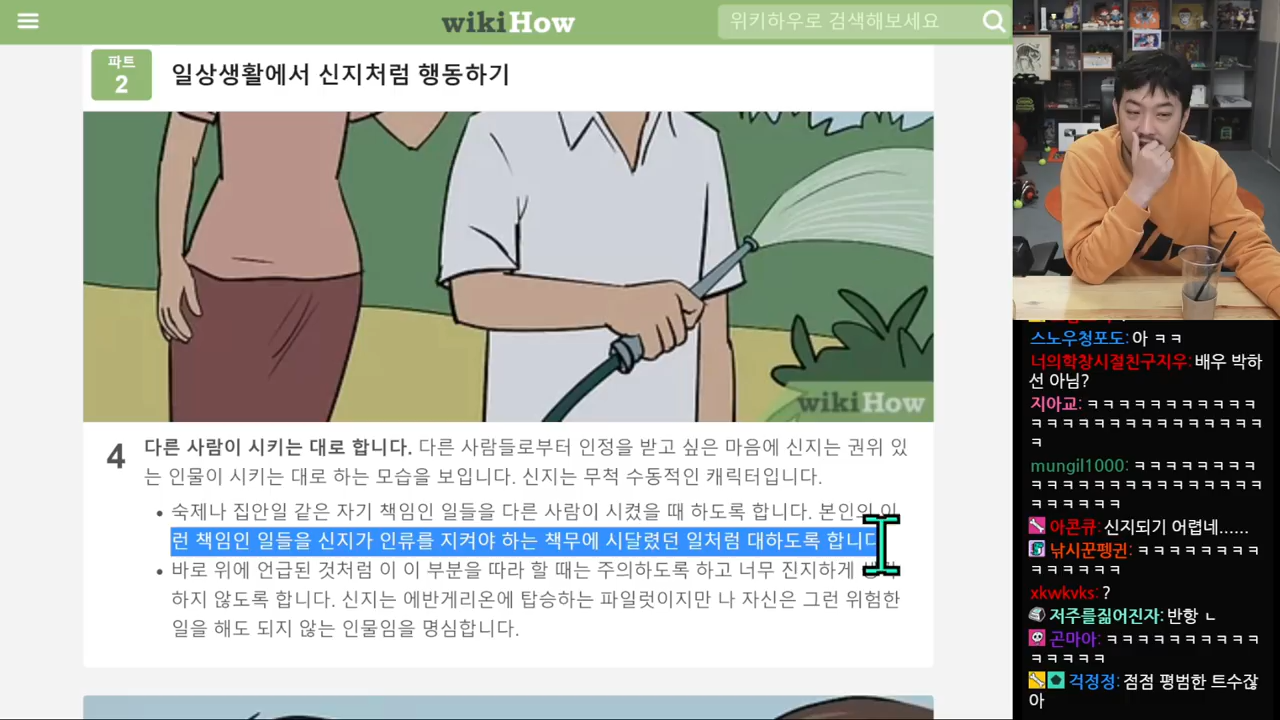 wikiHow
위키하우로 검색해보세요
파트
2
일상생활에서 신지처럼 행동하기
wikiHow
4
다른 사람이 시키는 대로 합니다. 다른 사람들로부터 인정을 받고 싶은 마음에 신지는 권위 있
는 인물이 시키는 대로 하는 모습을 보입니다. 신지는 무척 수동적인 캐릭터입니다.
숙제나 집안일 같은 자기 책임인 일들을 다른 사람이 시켰을 때 하도록 합니다. 본인의 이
런 책임인 일들을 신지가 인류를 지켜야 하는 책무에 시달렸던 일처럼 대하도록 합니다
바로 위에 언급된 것처럼 이 이 부분을 따라 할 때는 주의하도록 하고 너무 진지하게
하지 않도록 합니다. 신지는 에반게리온에 탑승하는 파일럿이지만 나 자신은 그런 위험한
일을 해도 되지 않는 인물임을 명심합니다.
스노우청포도: 아 ㅋㅋ
너의학창시절친구지우: 배우 박하
선 아님?
지아교: ㅋㅋㅋㅋㅋㅋㅋㅋㅋㅋㅋ
ㅋㅋㅋㅋㅋㅋㅋㅋㅋㅋㅋㅋㅋㅋㅋ
ㅋ
mungil1000: ㅋㅋㅋㅋㅋㅋㅋㅋ
ㅋㅋㅋㅋㅋㅋㅋㅋㅋㅋㅋㅋㅋㅋㅋ
ㅋㅋㅋㅋㅋㅋ
아콘큐: 신지되기 어렵네......
낚시꾼펭귄: ㅋㅋㅋㅋㅋㅋㅋㅋ
ㅋㅋㅋㅋㅋㅋㅋ
xkwkvks: ?
저주를짊어진자: 반항 ㄴ
곤마아: ㅋㅋㅋㅋㅋㅋㅋㅋㅋㅋ
ㅋㅋㅋㅋㅋ
걱정정: 점점 평범한 트수잖
아